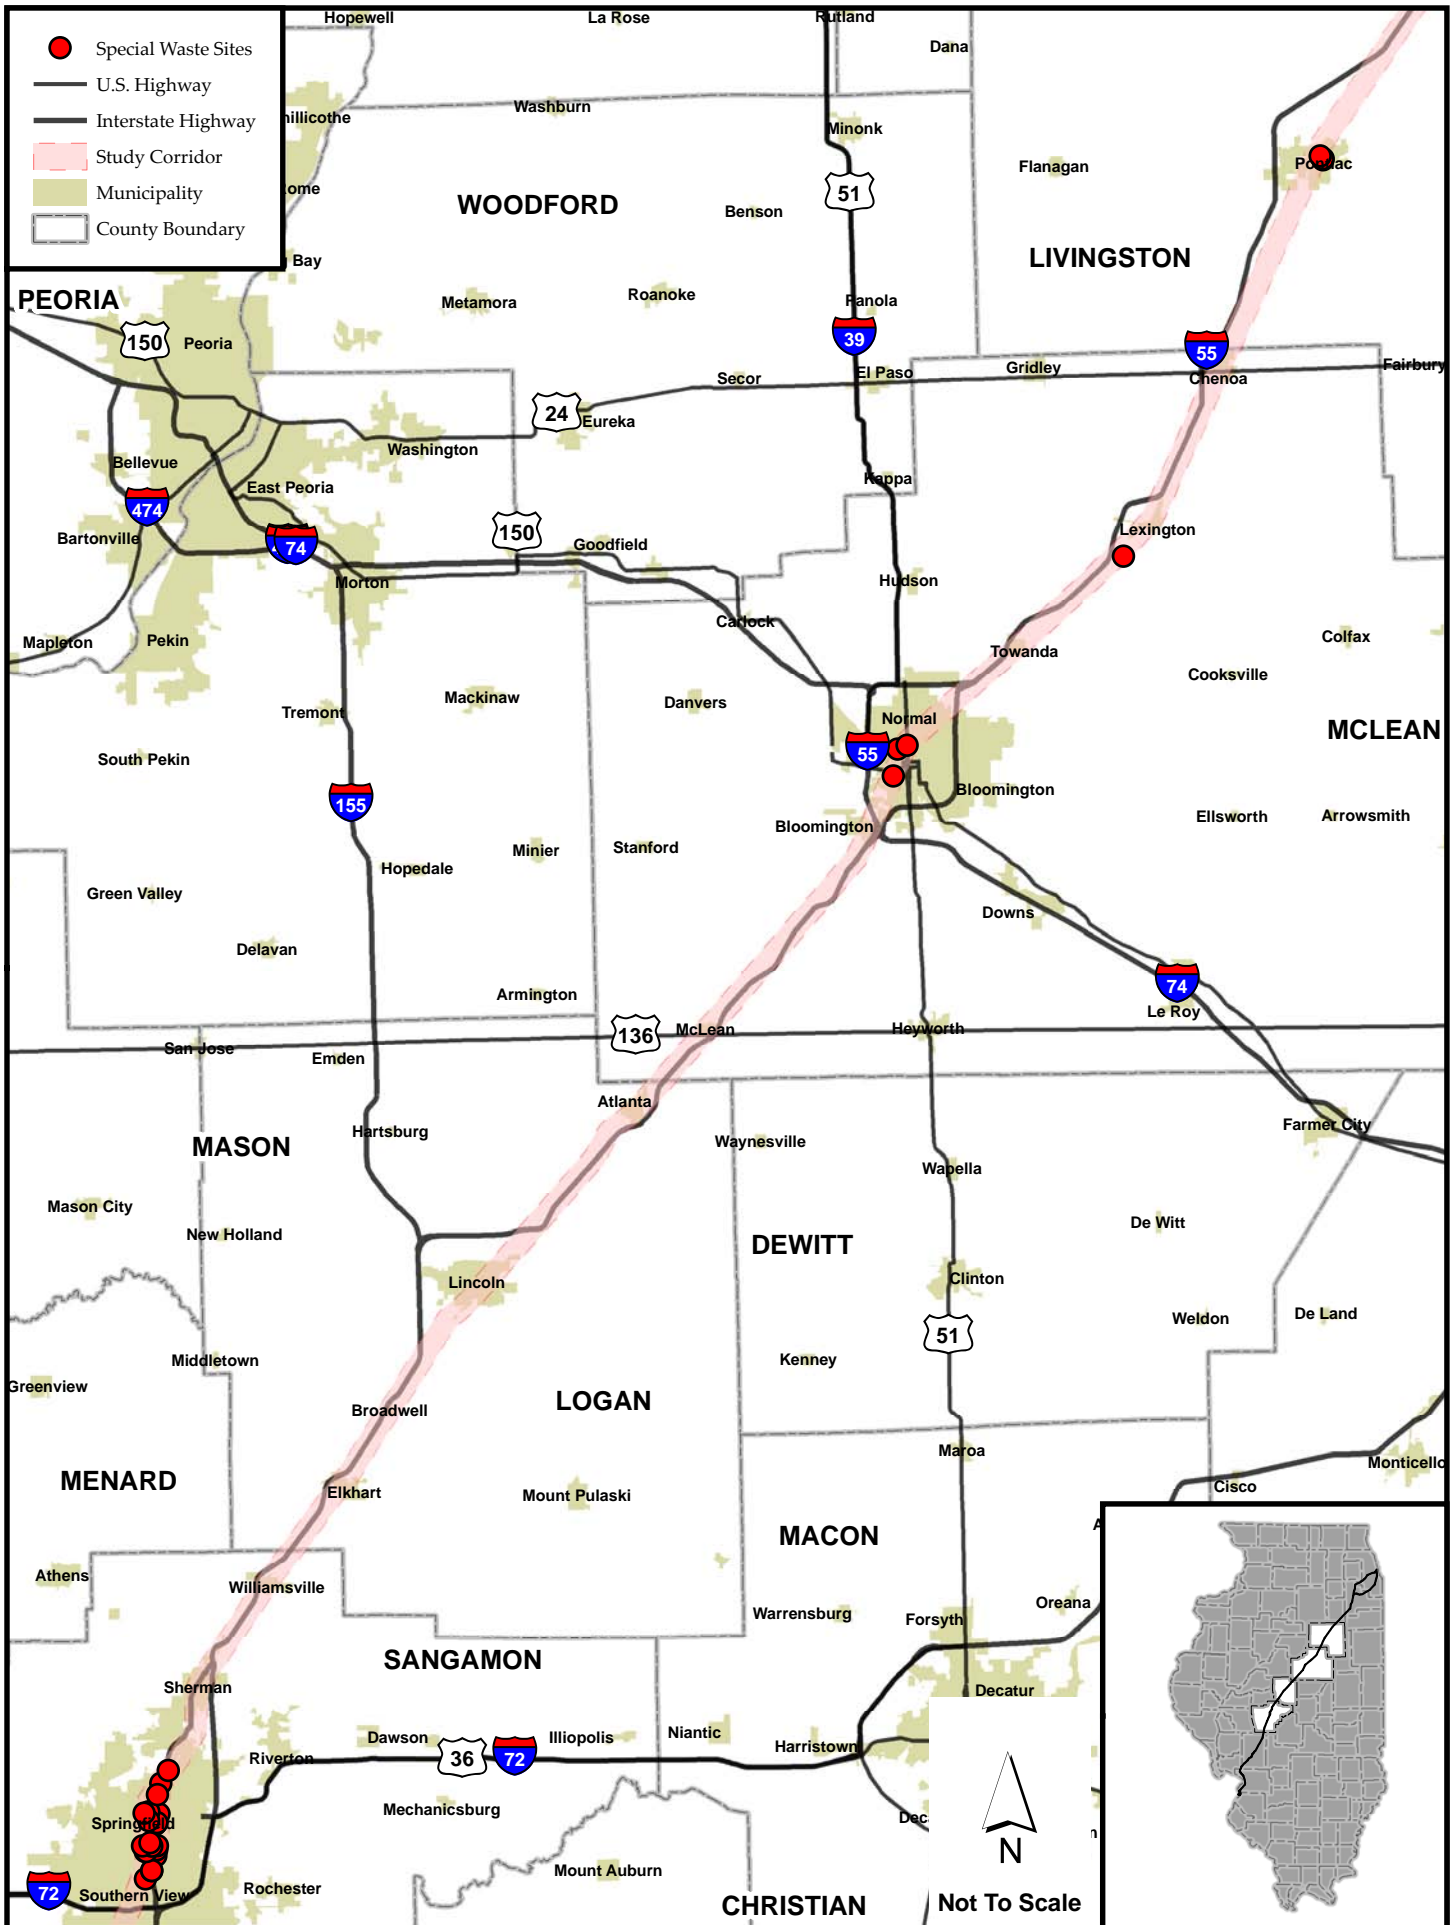 Special Waste Sites
U.S. Highway
Interstate Highway
Study Corridor
Municipality
County Boundary
Hopewell
La Rose
Rutland
Dana
Washburn
Minonk
Flanagan
Pontiac
WOODFORD
51
Benson
LIVINGSTON
Bay
PEORIA
Metamora
Roanoke
Panola
150
Peoria
39
55
Secor
El Paso
Gridley
Chenoa
Fairbury
24
Eureka
Washington
Bellevue
East Peoria
Kappa
474
Bartonville
74
150
Goodfield
Lexington
Morton
Hudson
Mapleton
Pekin
Carlock
Towanda
Colfax
Cooksville
Tremont
Mackinaw
Danvers
Normal
MCLEAN
South Pekin
55
155
Bloomington
Bloomington
Ellsworth
Arrowsmith
Hopedale
Minier
Stanford
Green Valley
Downs
Delavan
Armington
74
Le Roy
136
McLean
Heyworth
San Jose
Emden
Atlanta
Farmer City
MASON
Hartsburg
Waynesville
Wapella
Mason City
New Holland
DEWITT
De Witt
Lincoln
Clinton
Weldon
De Land
51
Middletown
Kenney
Greenview
Broadwell
LOGAN
Maroa
MENARD
Elkhart
Mount Pulaski
Monticello
Cisco
MACON
Athens
Williamsville
Warrensburg
Forsyth
Oreana
SANGAMON
Sherman
Decatur
Riverton
Dawson
36
72
Illiopolis
Niantic
Harristown
Mechanicsburg
Springfield
N
Mount Auburn
72
Southern View
Rochester
CHRISTIAN
Not To Scale